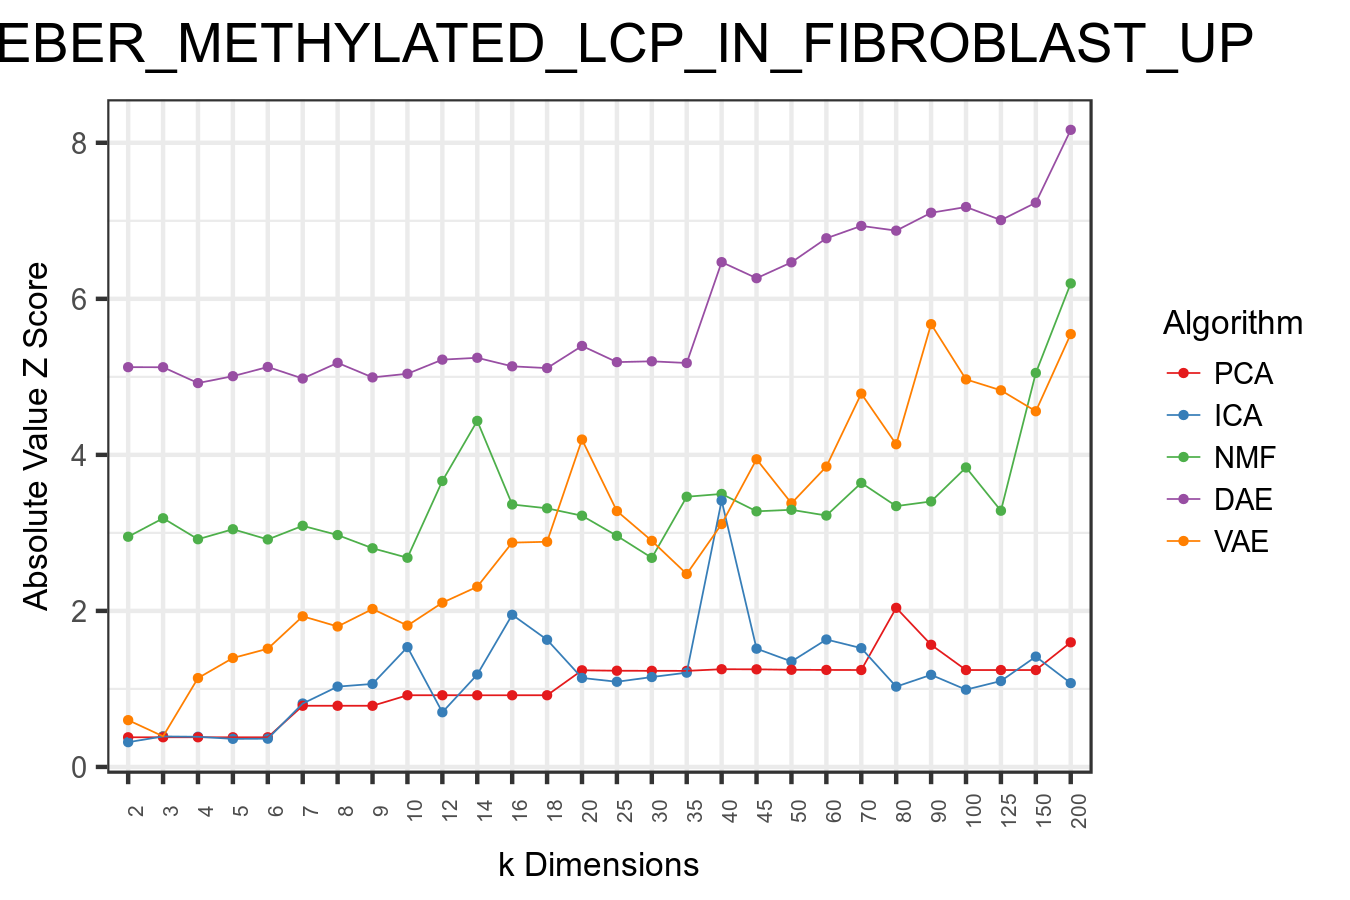 EBER_METHYLATED_LCP_IN_FIBROBLAST_UP
8
6
4
2
0
Absolute Value Z Score
2 3 4 5 6 7 8 9 10 12 14 16 18 20 25 30 35 40 45 50 60 70 80 90 100 125 150 200
k Dimensions
Algorithm
PCA
ICA
NMF
DAE
VAE